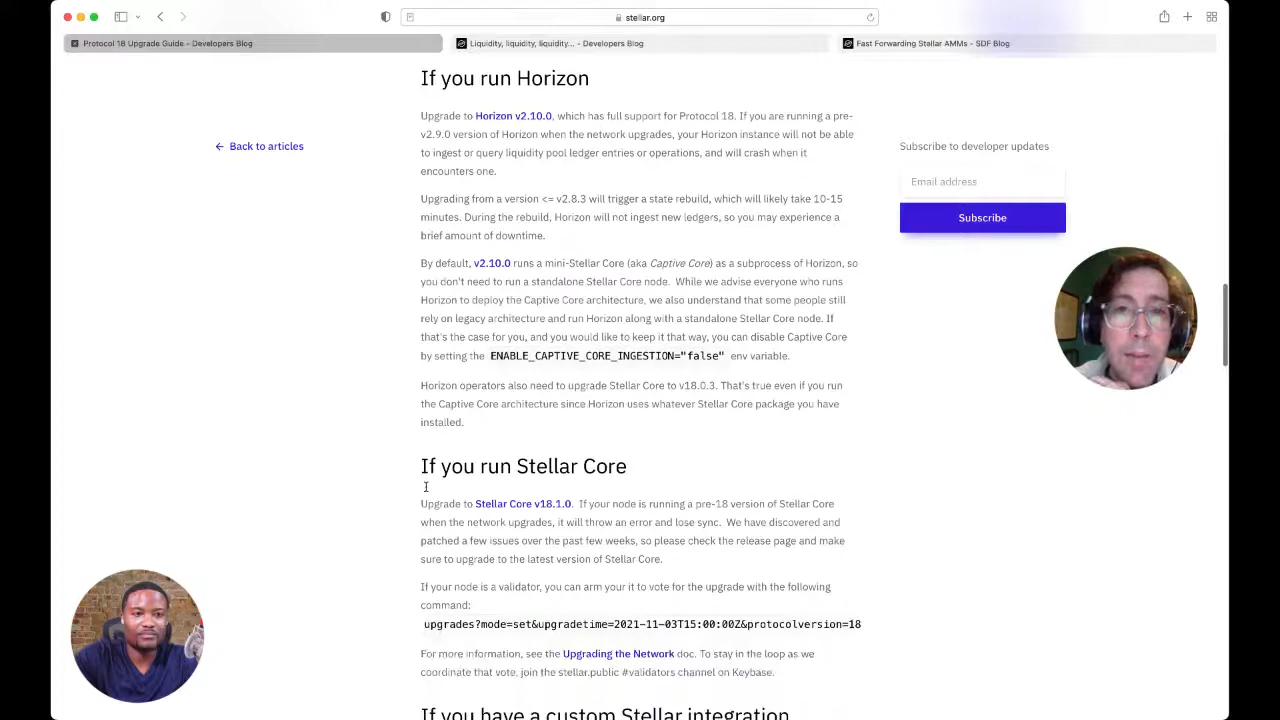 stellar.org
Protocol 18 Upgrade Guide - Developers Blog
Liquidity, liquidity, liquidity... - Developers Blog
Fast Forwarding Stellar AMMs - SDF Blog
← Back to articles
If you run Horizon
Upgrade to Horizon v2.10.0, which has full support for Protocol 18. If you are running a pre-
v2.9.0 version of Horizon when the network upgrades, your Horizon instance will not be able
to ingest or query liquidity pool ledger entries or operations, and will crash when it
encounters one.
Upgrading from a version <= v2.8.3 will trigger a state rebuild, which will likely take 10-15
minutes. During the rebuild, Horizon will not ingest new ledgers, so you may experience a
brief amount of downtime.
By default, v2.10.0 runs a mini-Stellar Core (aka Captive Core) as a subprocess of Horizon, so
you don't need to run a standalone Stellar Core node. While we advise everyone who runs
Horizon to deploy the Captive Core architecture, we also understand that some people still
rely on legacy architecture and run Horizon along with a standalone Stellar Core node. If
that's the case for you, and you would like to keep it that way, you can disable Captive Core
by setting the ENABLE_CAPTIVE_CORE_INGESTION="false" env variable.
Horizon operators also need to upgrade Stellar Core to v18.0.3. That's true even if you run
the Captive Core architecture since Horizon uses whatever Stellar Core package you have
installed.
If you run Stellar Core
Upgrade to Stellar Core v18.1.0. If your node is running a pre-18 version of Stellar Core
when the network upgrades, it will throw an error and lose sync. We have discovered and
patched a few issues over the past few weeks, so please check the release page and make
sure to upgrade to the latest version of Stellar Core.
If your node is a validator, you can arm your it to vote for the upgrade with the following
command:
upgrades?mode=set&upgradetime=2021-11-03T15:00:00Z&protocolversion=18
For more information, see the Upgrading the Network doc. To stay in the loop as we
coordinate that vote, join the stellar.public #validators channel on Keybase.
If you have a custom Stellar integration
Subscribe to developer updates
Email address
Subscribe